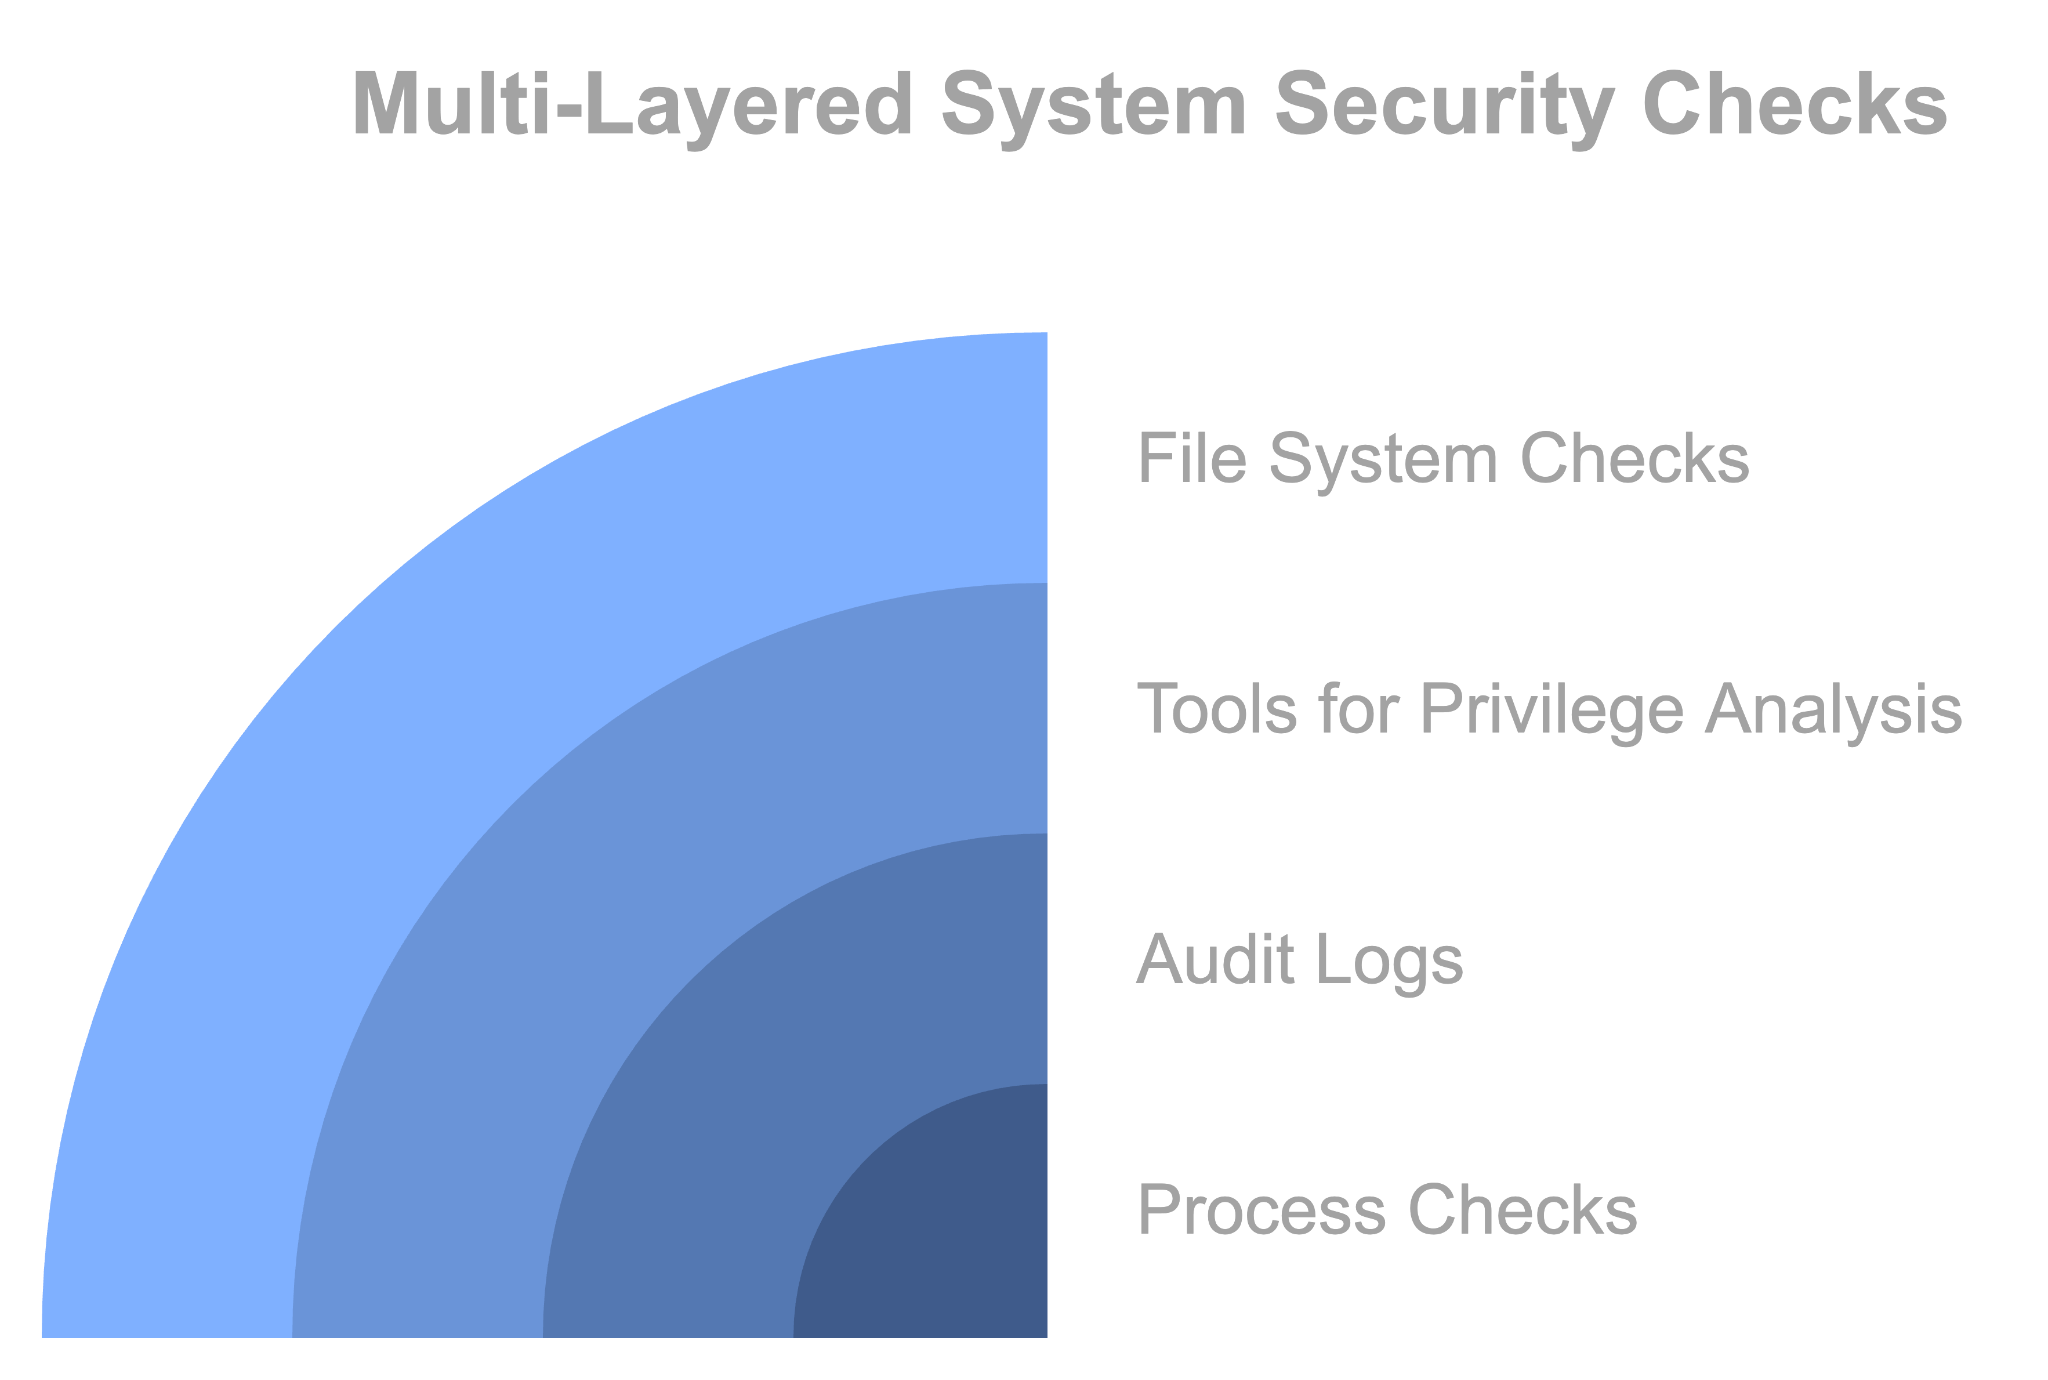 Multi-Layered System Security Checks
File System Checks
Tools for Privilege Analysis
Audit Logs
Process Checks